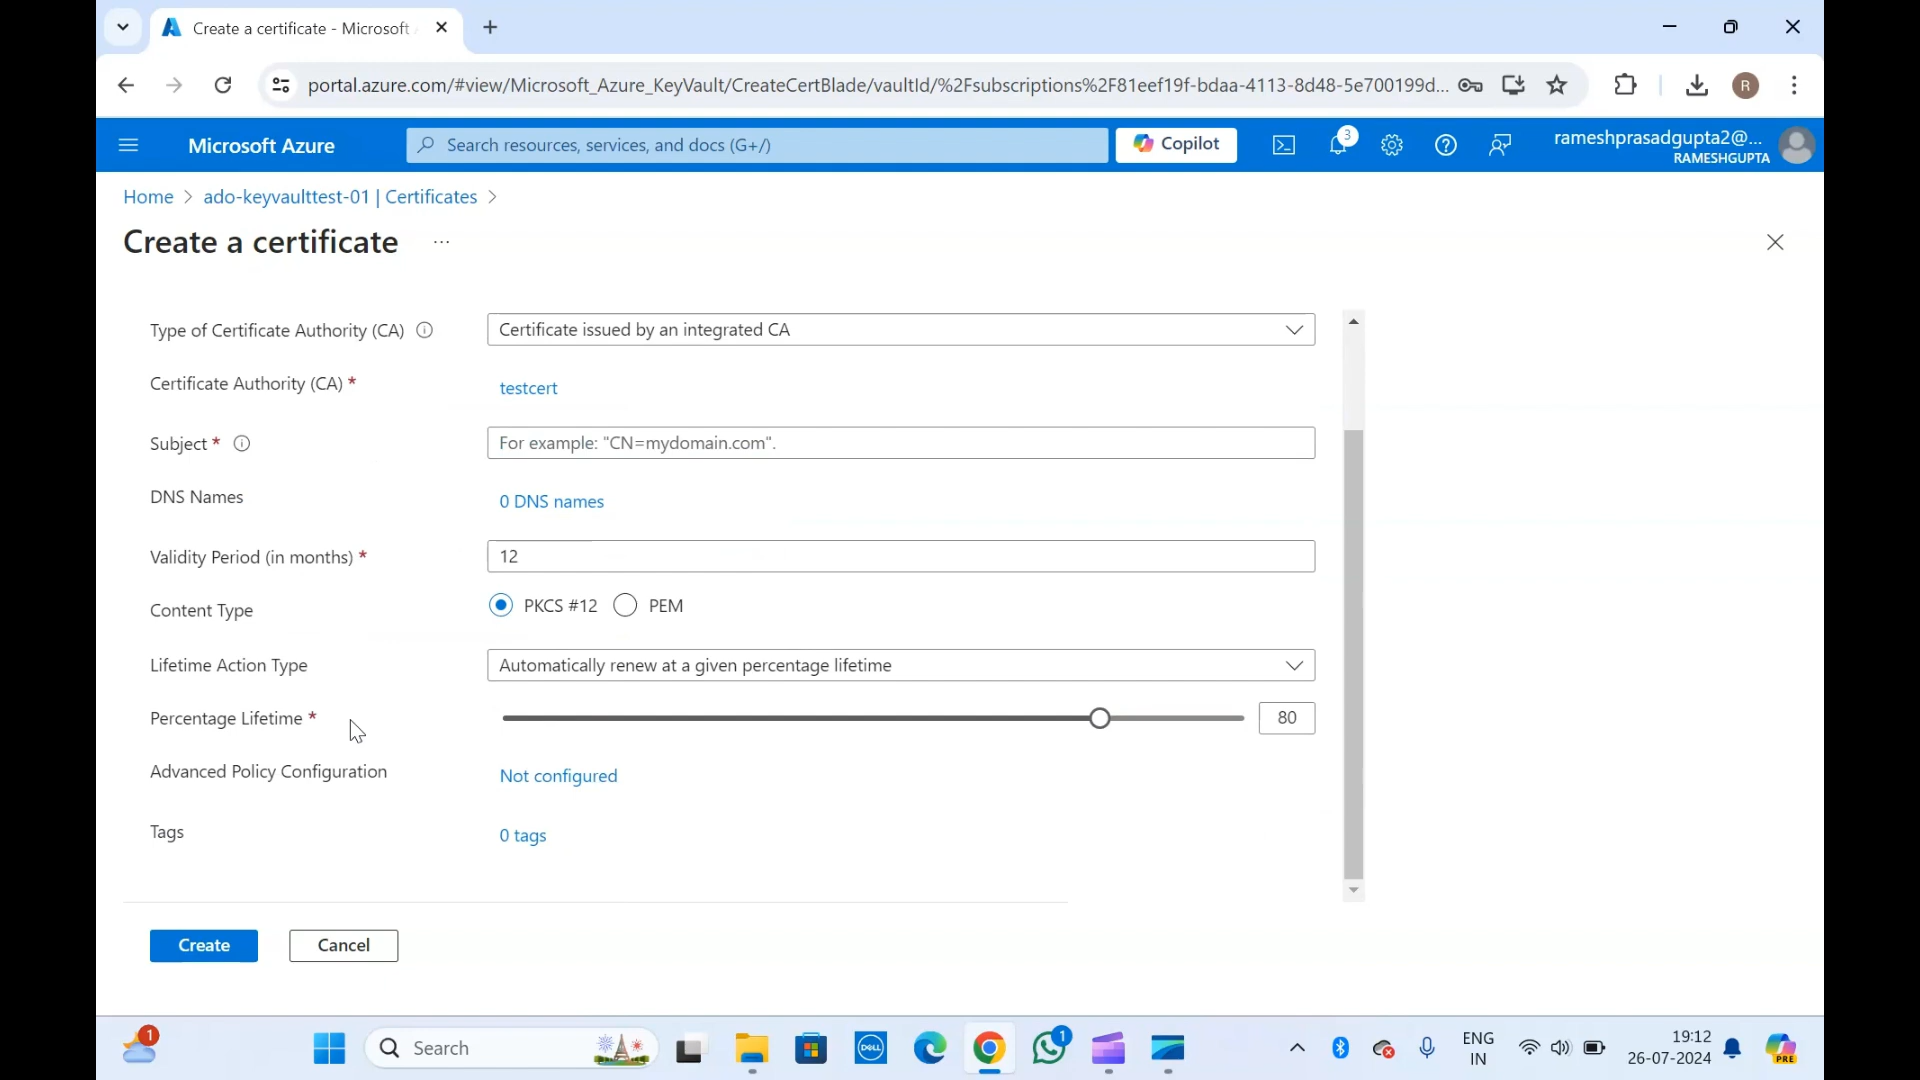 Create a certificate - Microsoft
portal.azure.com/#view/Microsoft_Azure_KeyVault/CreateCertBlade/vaultId/%2Fsubscriptions%2F81eef19f-bdaa-4113-8d48-5e700199d...
R
Microsoft Azure
Search resources, services, and docs (G+/)
Copilot
3
rameshprasadgupta2@...
RAMESHGUPTA
Home > ado-keyvaulttest-01 | Certificates >
Create a certificate ...
Type of Certificate Authority (CA)
Certificate issued by an integrated CA
Certificate Authority (CA) *
testcert
Subject *
For example: "CN=mydomain.com".
DNS Names
0 DNS names
Validity Period (in months) *
12
Content Type
PKCS #12 PEM
Lifetime Action Type
Automatically renew at a given percentage lifetime
Percentage Lifetime *
80
Advanced Policy Configuration
Not configured
Tags
0 tags
Create
Cancel
1
Search
DELL
1
ENG
IN
19:12
26-07-2024
PRE